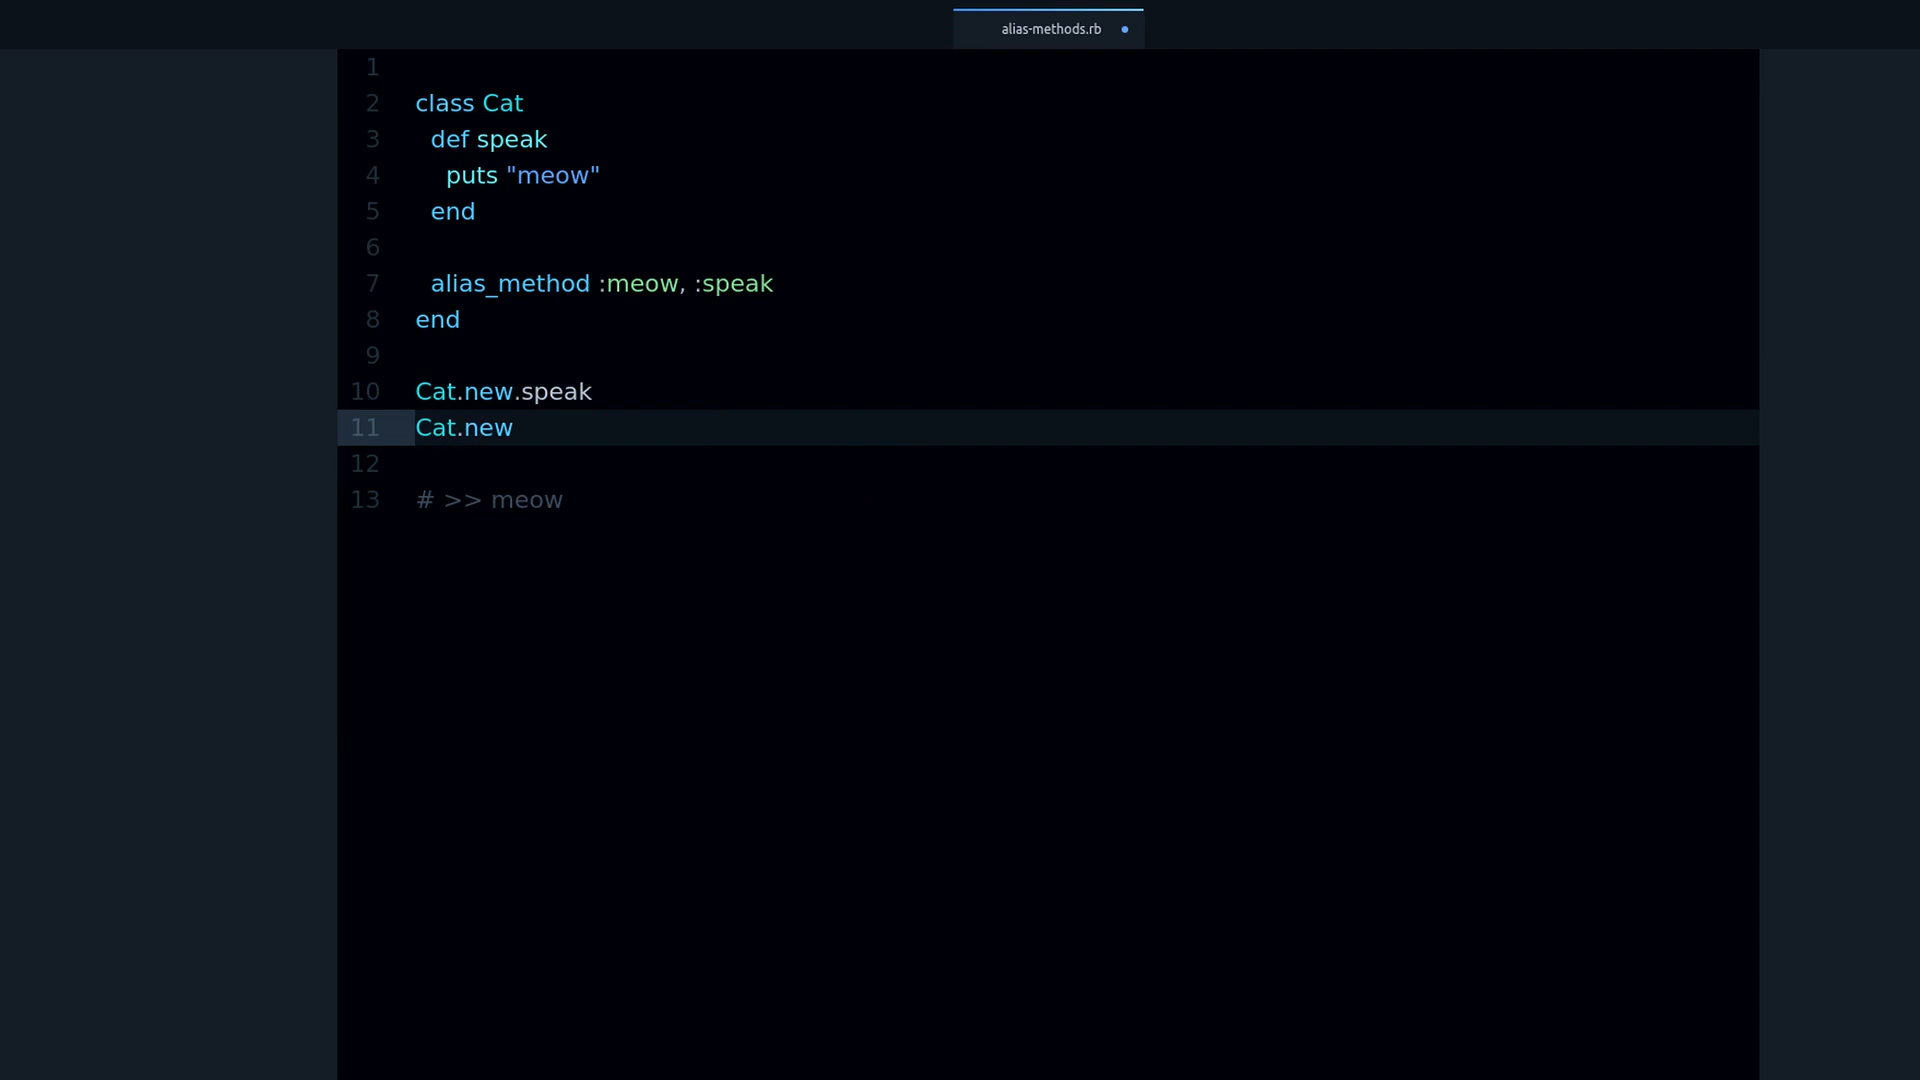 alias-methods.rb
1
2 class Cat
3   def speak
4     puts "meow"
5   end
6
7   alias_method :meow, :speak
8 end
9
10 Cat.new.speak
11 Cat.new
12
13 # >> meow